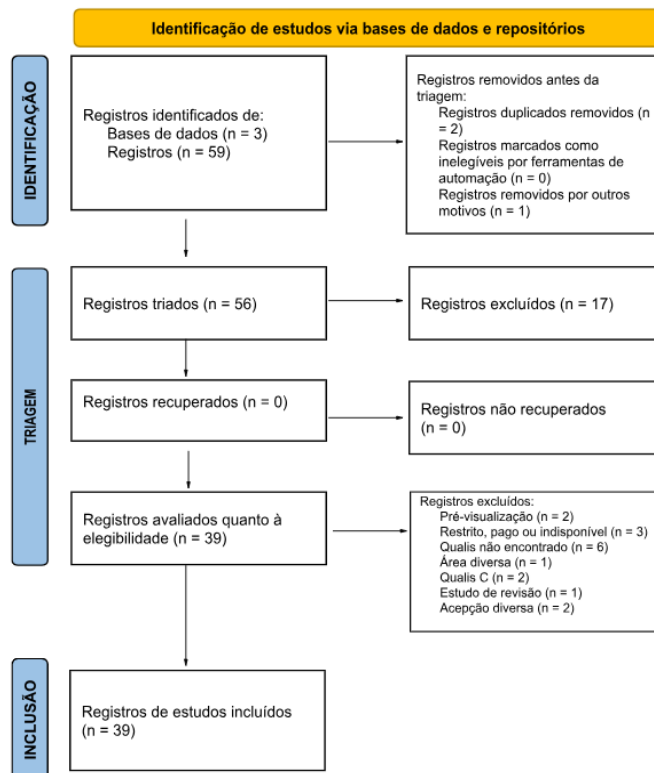 Identificação de estudos via bases de dados e repositórios
IDENTIFICAÇÃO
Registros identificados de:
Bases de dados (n = 3)
Registros (n = 59)
Registros removidos antes da
triagem:
Registros duplicados removidos (n
= 2)
Registros marcados como
inelegíveis por ferramentas de
automação (n = 0)
Registros removidos por outros
motivos (n = 1)
TRIAGEM
Registros triados (n = 56)
Registros excluídos (n = 17)
Registros recuperados (n = 0)
Registros não recuperados
(n = 0)
Registros avaliados quanto à
elegibilidade (n = 39)
Registros excluídos:
Pré-visualização (n = 2)
Restrito, pago ou indisponível (n = 3)
Qualis não encontrado (n = 6)
Área diversa (n = 1)
Qualis C (n = 2)
Estudo de revisão (n = 1)
Acepção diversa (n = 2)
INCLUSÃO
Registros de estudos incluídos
(n = 39)